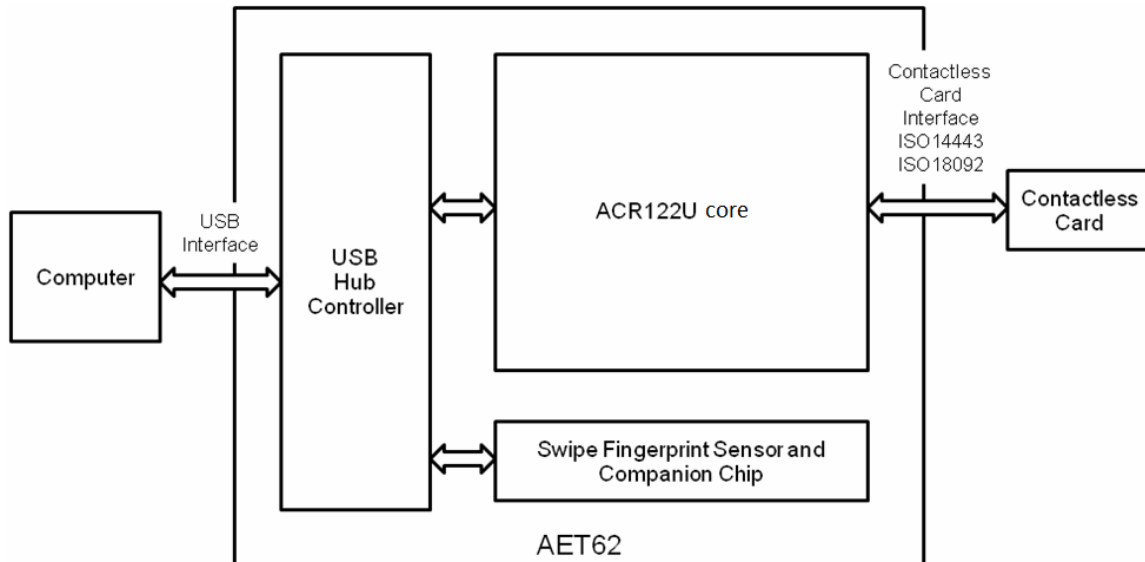 Computer
USB
Interface
USB
Hub
Controller
ACR122U core
Swipe Fingerprint Sensor and
Companion Chip
AET62
Contactless
Card
Interface
ISO14443
ISO18092
Contactless
Card